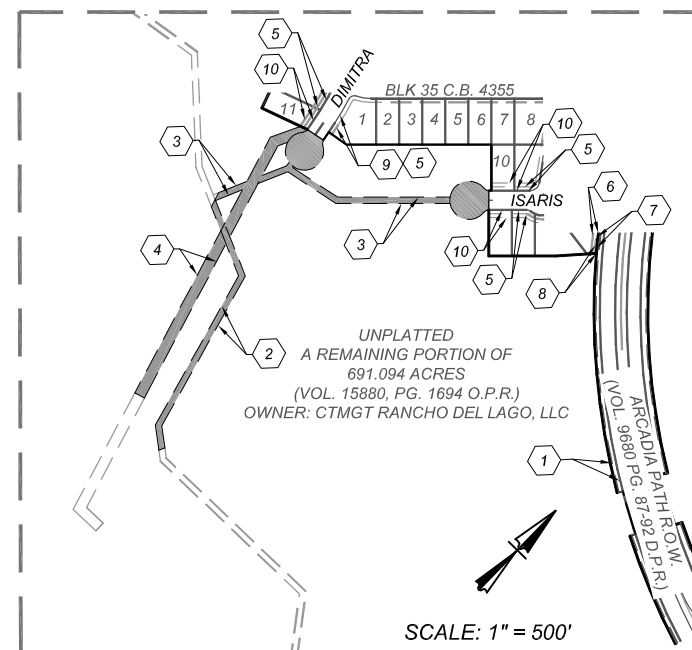 5
10
11
DIMITRA
BLK 35 C.B. 4355
1 2 3 4 5 6 7 8
3
9 5
10
10
5
ISARIS
6
7
4
3
10
5
8
2
UNPLATTED
A REMAINING PORTION OF
691.094 ACRES
(VOL. 15880, PG. 1694 O.P.R.)
OWNER: CTMGT RANCHO DEL LAGO, LLC
1
ARCADIA PATH R.O.W.
(VOL. 9680 PG. 87-92 D.P.R.)
SCALE: 1" = 500'